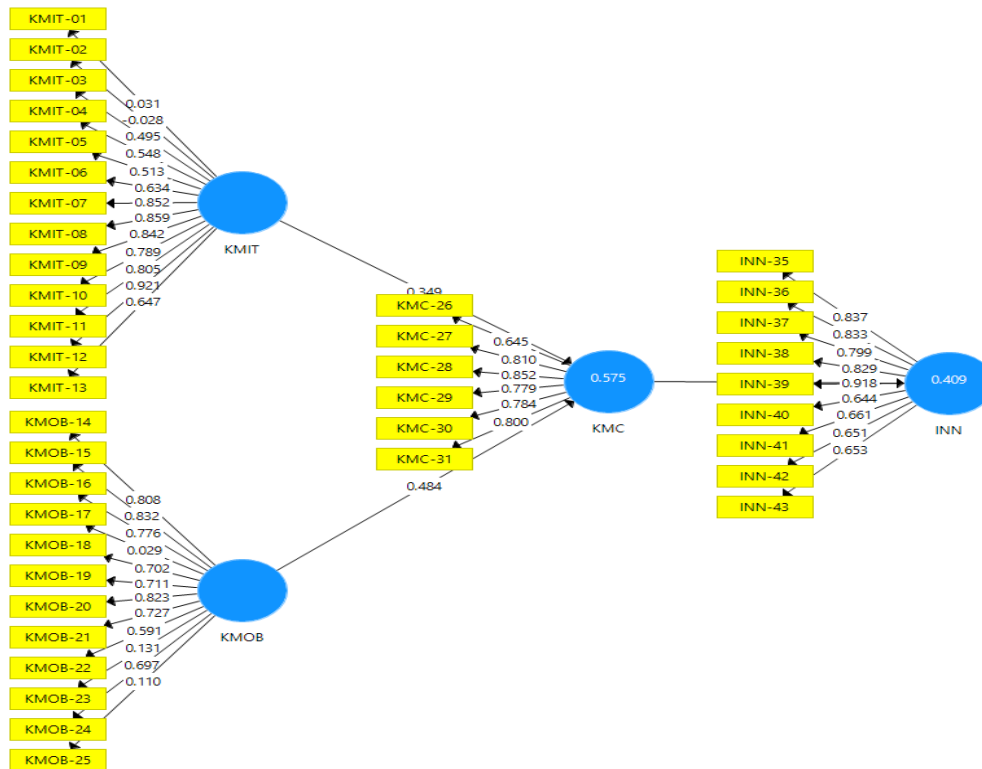 KMIT-01
KMIT-02
KMIT-03
KMIT-04
KMIT-05
KMIT-06
KMIT-07
KMIT-08
KMIT-09
KMIT-10
KMIT-11
KMIT-12
KMIT-13
0.031
-0.028
0.495
0.548
0.513
0.634
0.852
0.859
0.842
0.789
0.805
0.921
0.647
KMIT
0.349
KMOB-14
KMOB-15
KMOB-16
KMOB-17
KMOB-18
KMOB-19
KMOB-20
KMOB-21
KMOB-22
KMOB-23
KMOB-24
KMOB-25
0.808
0.832
0.776
0.029
0.702
0.711
0.823
0.727
0.591
0.131
0.697
0.110
KMOB
0.484
KMC-26
KMC-27
KMC-28
KMC-29
KMC-30
KMC-31
0.645
0.810
0.852
0.779
0.784
0.800
0.575
KMC
INN-35
INN-36
INN-37
INN-38
INN-39
INN-40
INN-41
INN-42
INN-43
0.837
0.833
0.799
0.829
0.918
0.644
0.661
0.651
0.653
0.409
INN